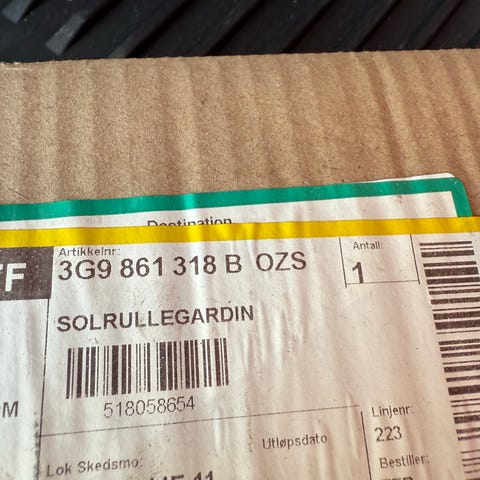 Destination
Artikkelnr:
3G9 861 318 B OZS
Antall:
1
SOLRULLEGARDIN
518058654
Linjenr:
223
Utløpsdato
Bestiller:
Lok Skedsmo: